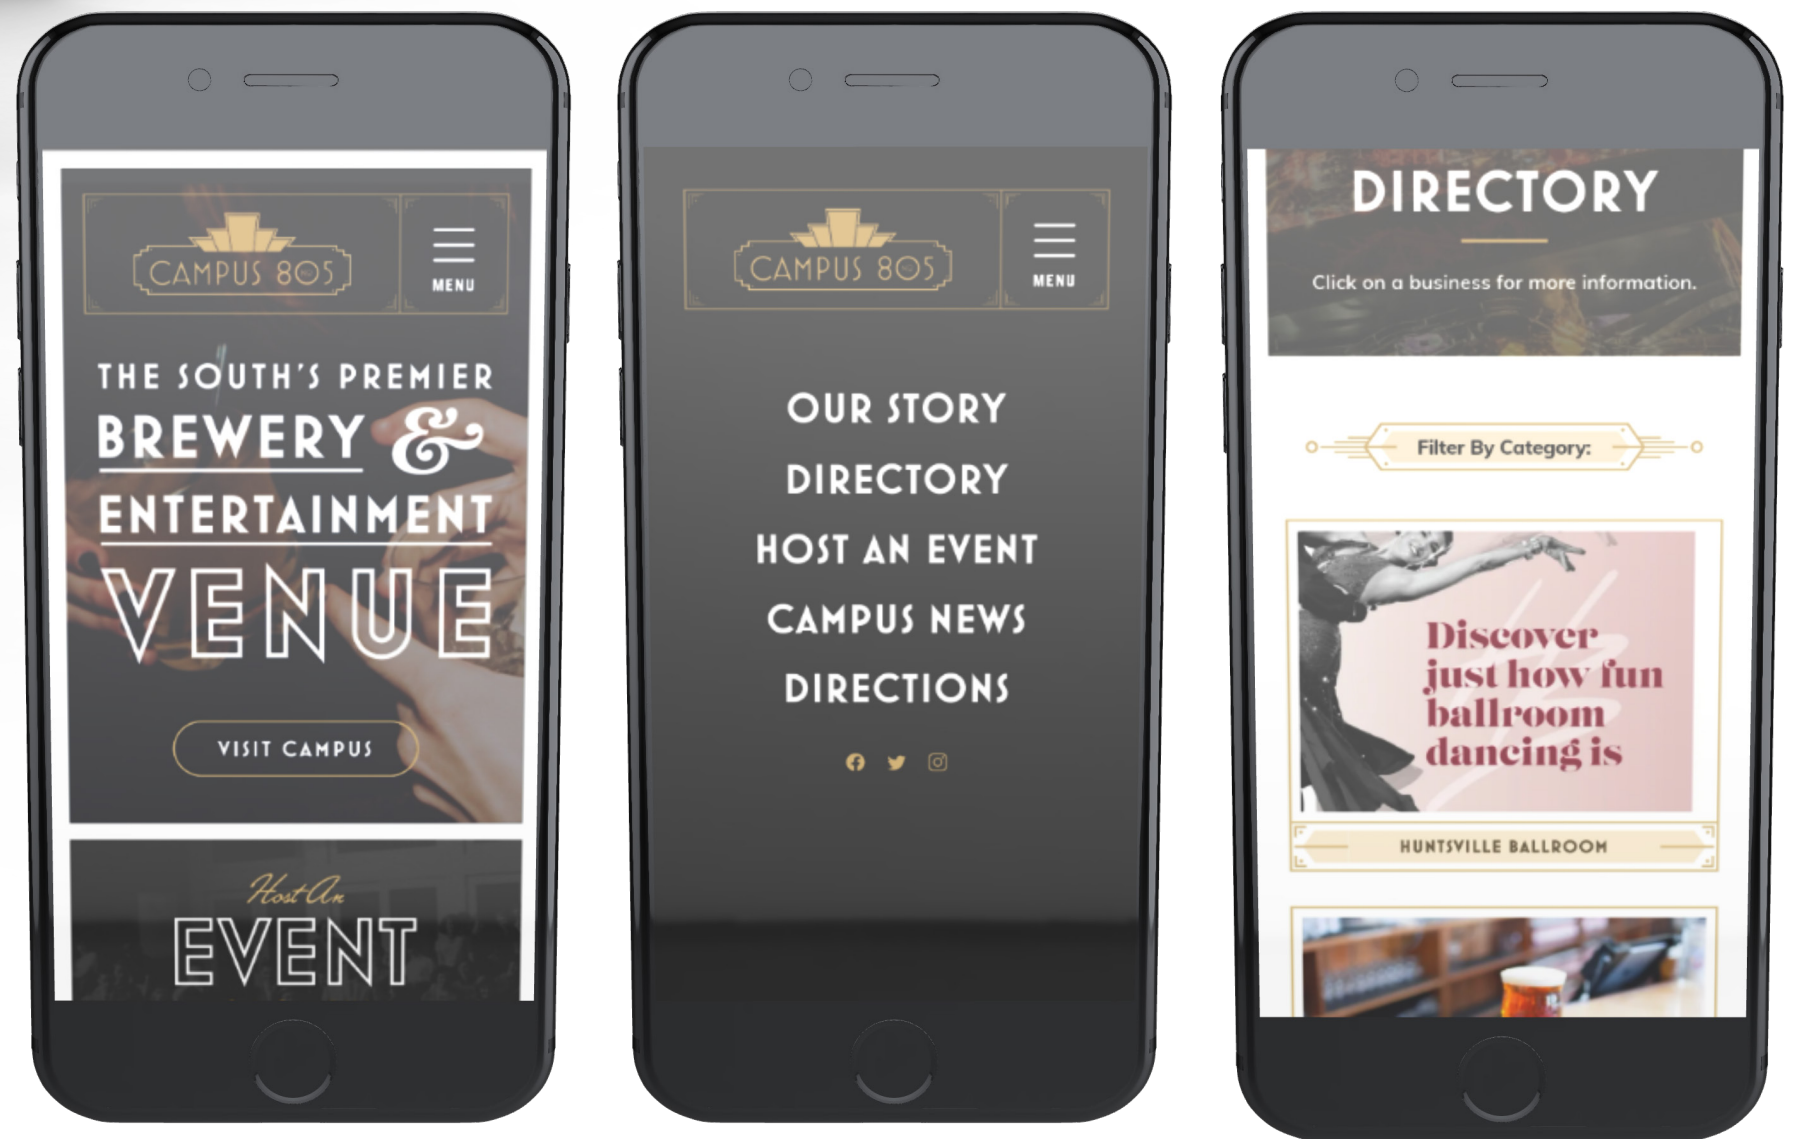 CAMPUS 805
MENU
THE SOUTH'S PREMIER
BREWERY &
ENTERTAINMENT
VENUE
VISIT CAMPUS
Host An
EVENT
CAMPUS 805
MENU
OUR STORY
DIRECTORY
HOST AN EVENT
CAMPUS NEWS
DIRECTIONS
DIRECTORY
Click on a business for more information.
Filter By Category:
Discover
just how fun
ballroom
dancing is
HUNTSVILLE BALLROOM